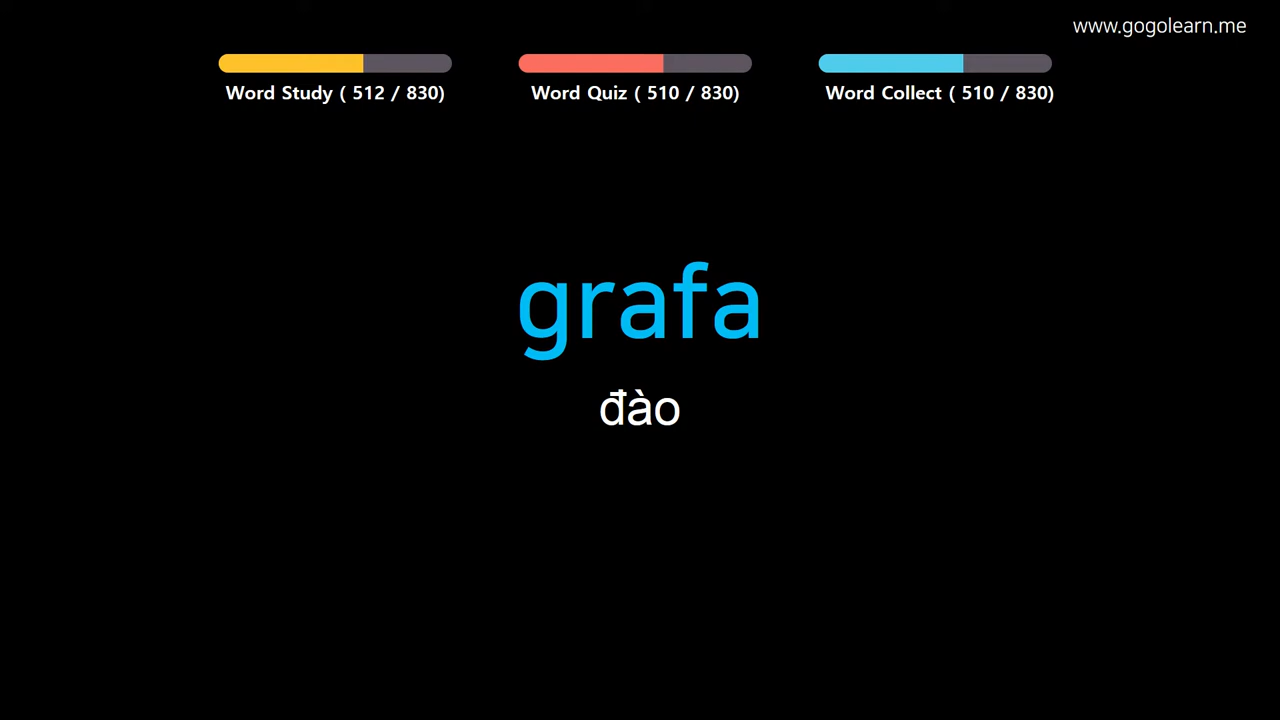 www.gogolearn.me
Word Study ( 512 / 830)
Word Quiz ( 510 / 830)
Word Collect ( 510 / 830)
grafa
đào